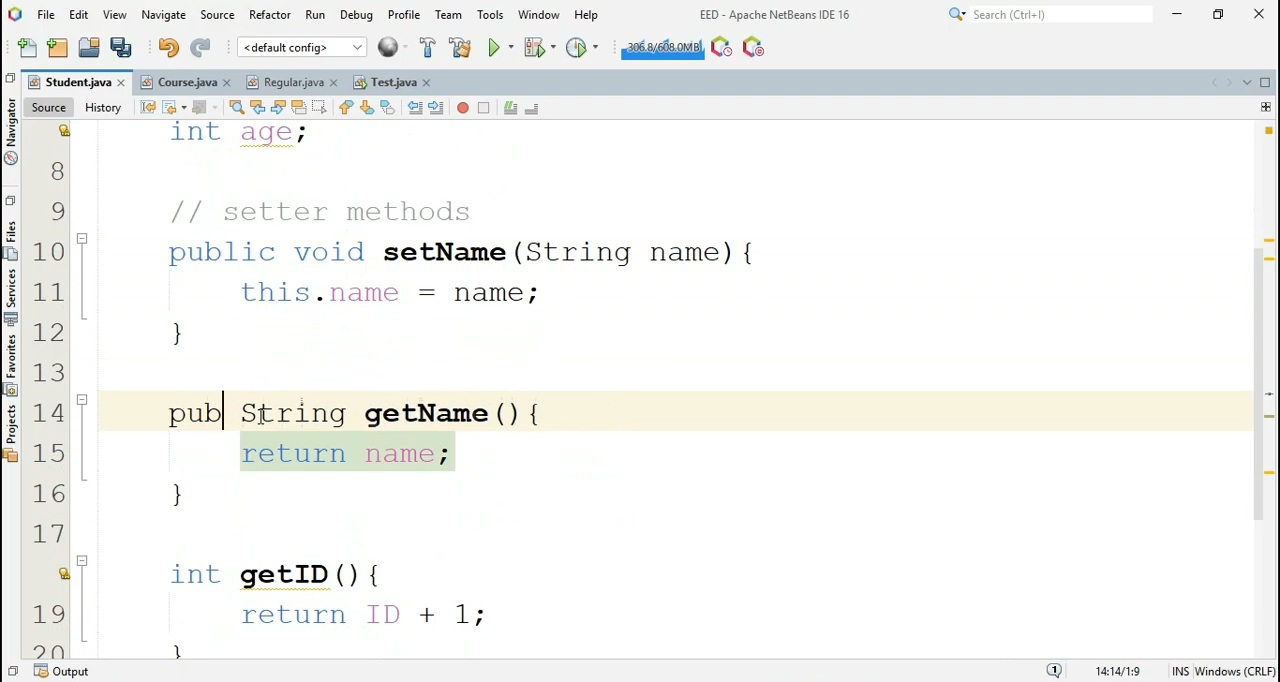 File Edit View Navigate Source Refactor Run Debug Profile Team Tools Window Help EED - Apache NetBeans IDE 16 Search (Ctrl+I)
<default config> 306.8/608.0MB
Student.java Course.java Regular.java Test.java
Source History
Navigator
Files
Services
Favorites
Projects
int age;
8
9 // setter methods
10 public void setName(String name){
11 this.name = name;
12 }
13
14 pub String getName(){
15 return name;
16 }
17
int getID(){
19 return ID + 1;
20 }
Output 1 14:14/1:9 INS Windows (CRLF)